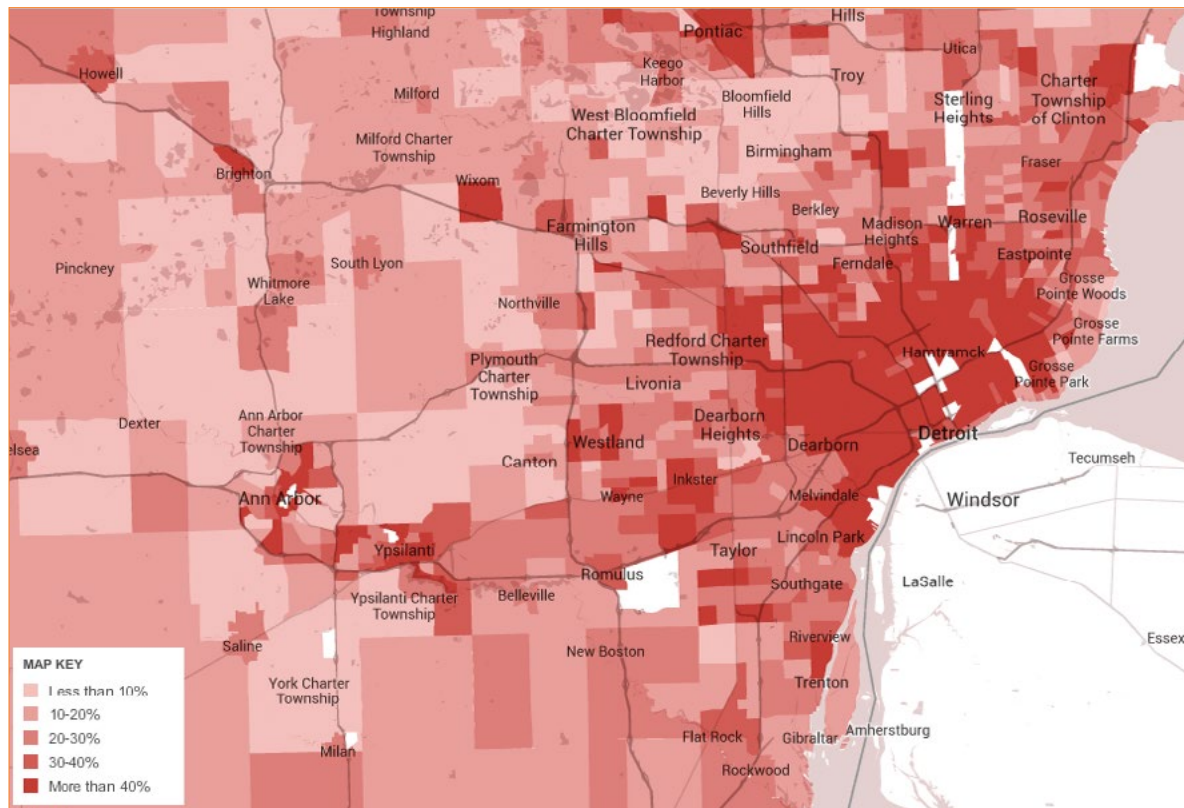 Township
Highland
Pontiac
Hills
Utica
Howell
Keego
Harbor
Troy
Charter
Township
of Clinton
Milford
Bloomfield
Hills
Sterling
Heights
West Bloomfield
Charter Township
Milford Charter
Township
Birmingham
Fraser
Brighton
Wixom
Beverly Hills
Berkley
Farmington
Hills
Southfield
Madison
Heights
Warren
Roseville
Eastpointe
Ferndale
Pinckney
South Lyon
Whitmore
Lake
Grosse
Pointe Woods
Northville
Grosse
Pointe Farms
Redford Charter
Township
Hamtramck
Grosse
Pointe Park
Plymouth
Charter
Township
Livonia
Dexter
Ann Arbor
Charter
Township
Dearborn
Heights
Detroit
elsea
Westland
Dearborn
Canton
Tecumseh
Ann Arbor
Wayne
Inkster
Melvindale
Windsor
Ypsilanti
Lincoln Park
Taylor
Romulus
Southgate
LaSalle
Ypsilanti Charter
Township
Belleville
Riverview
Essex
Saline
New Boston
York Charter
Township
Trenton
Milan
Flat Rock
Gibraltar
Amherstburg
Rockwood
MAP KEY
Less than 10%
10-20%
20-30%
30-40%
More than 40%